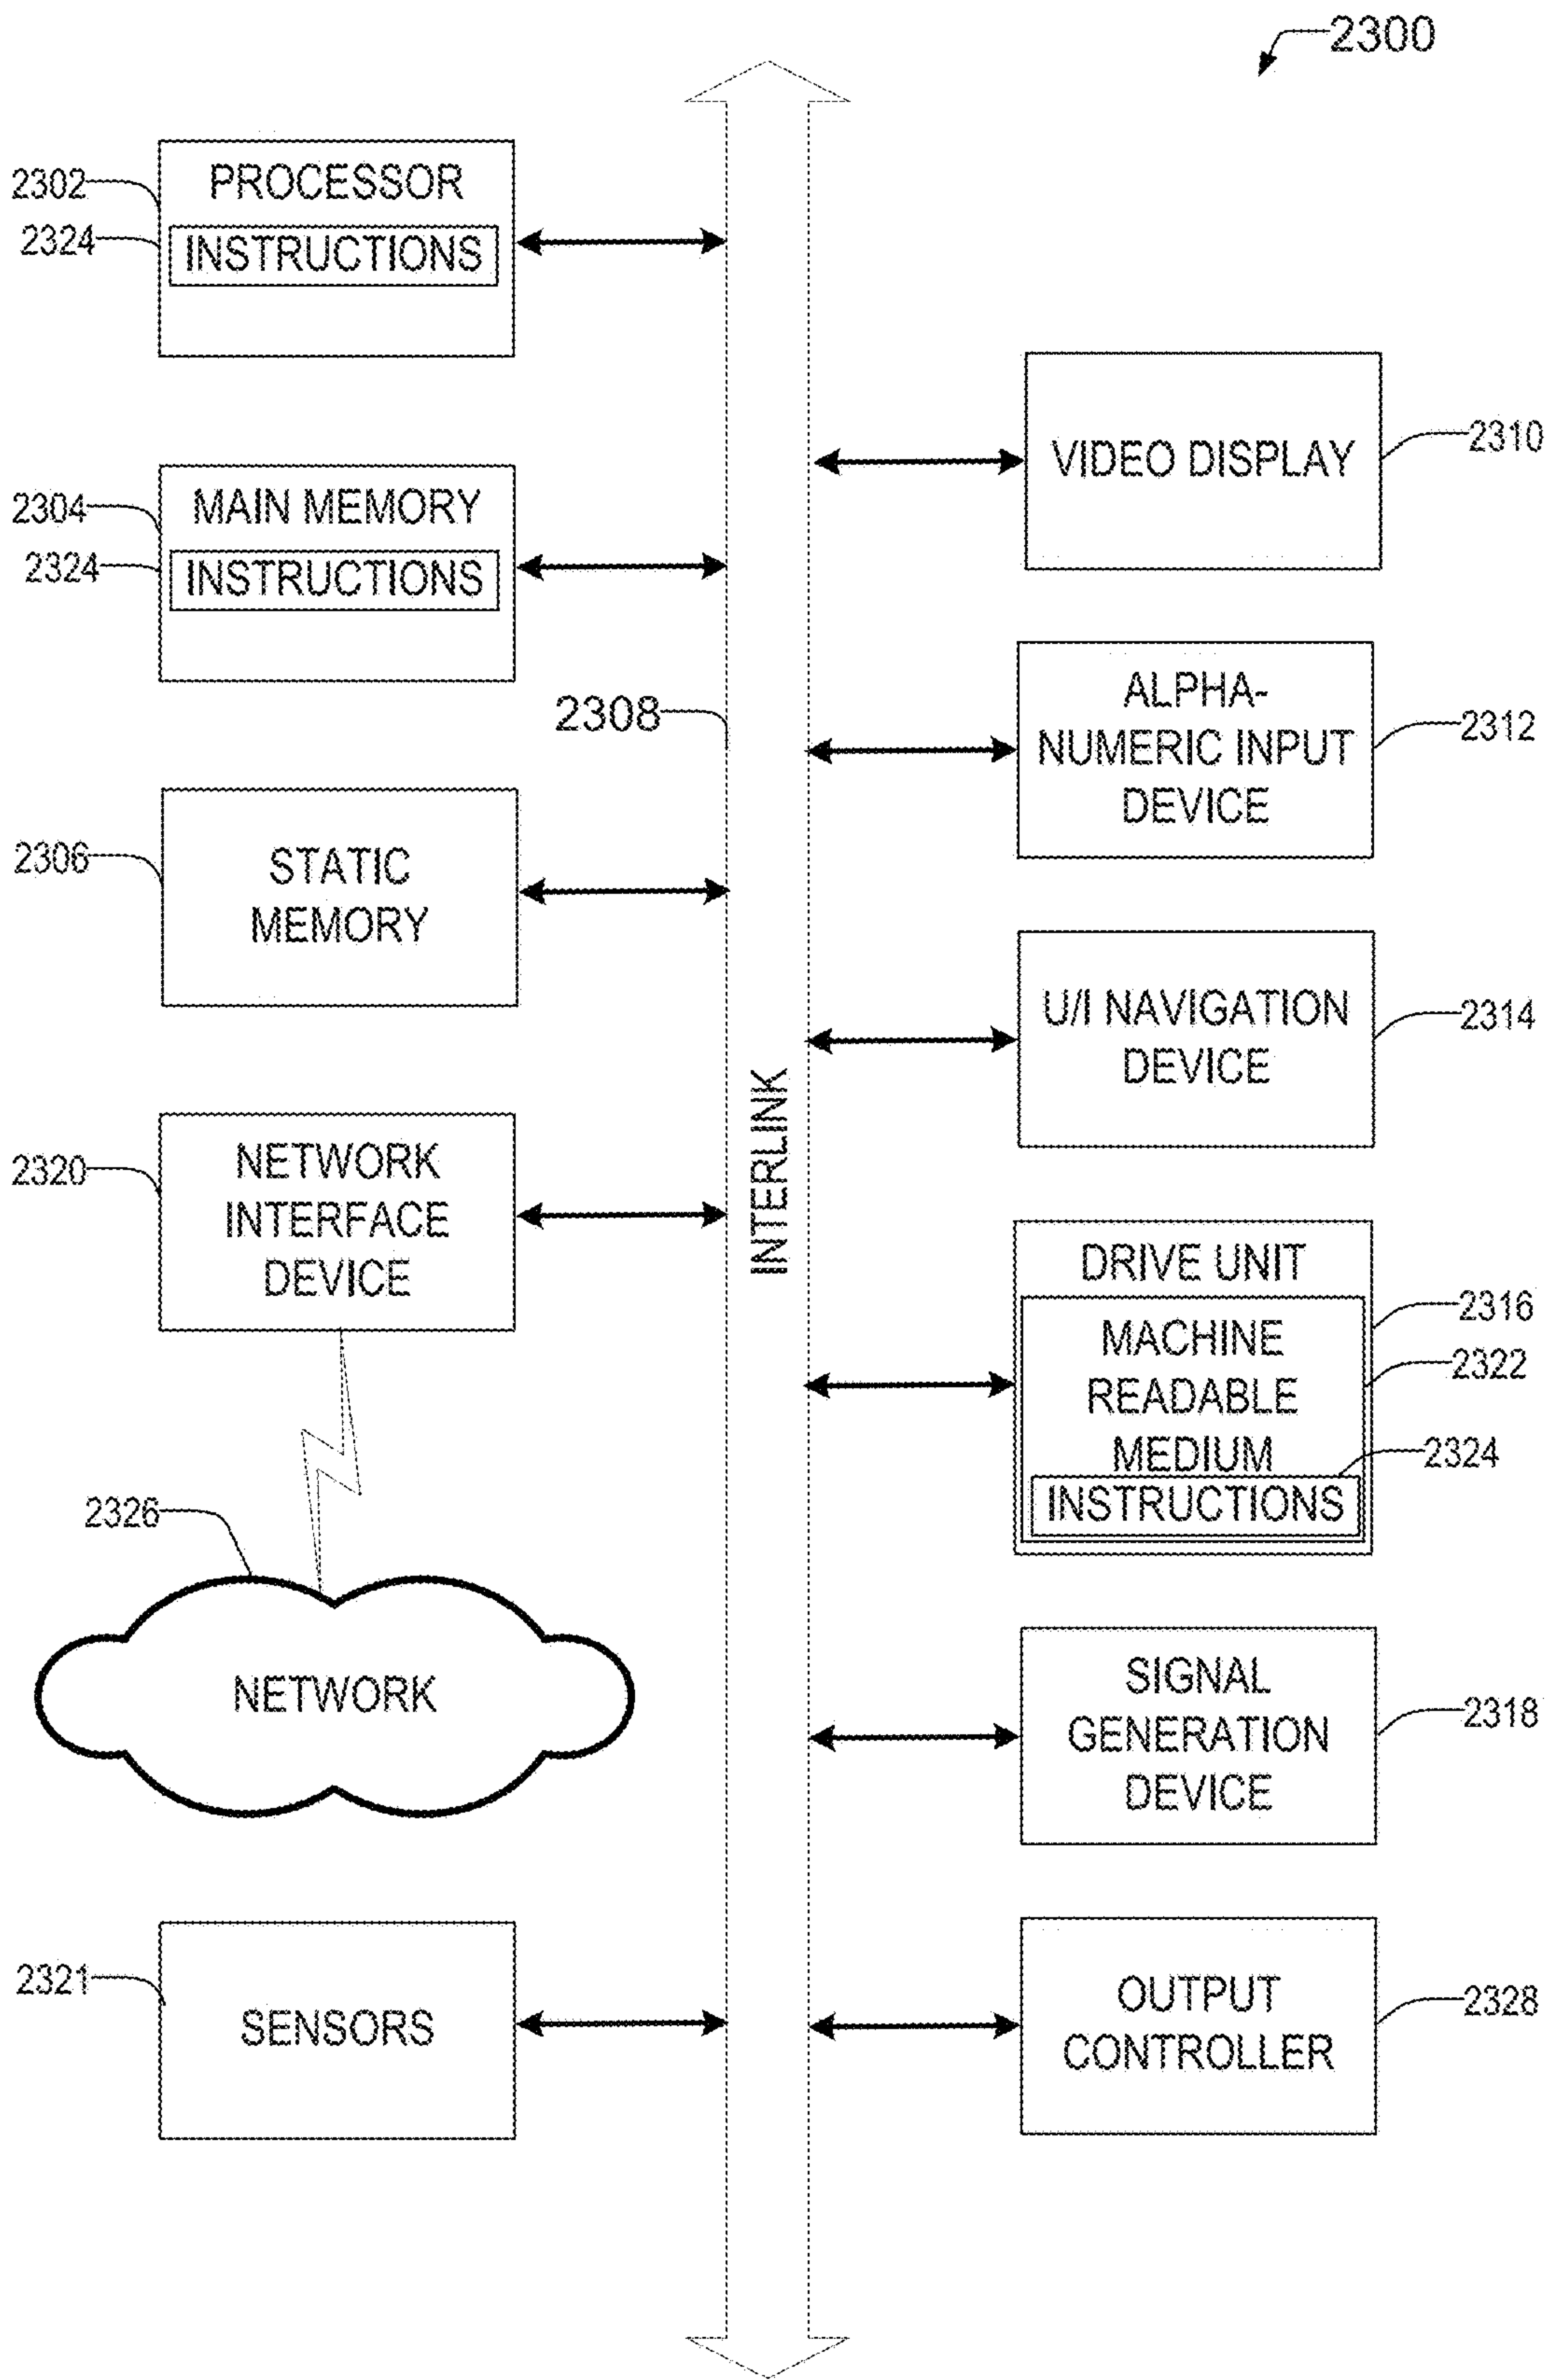 2300
2302
PROCESSOR
2324
INSTRUCTIONS
2304
MAIN MEMORY
2324
INSTRUCTIONS
2308
2306
STATIC
MEMORY
2320
NETWORK
INTERFACE
DEVICE
2326
NETWORK
2321
SENSORS
INTERLINK
VIDEO DISPLAY
2310
ALPHA-
NUMERIC INPUT
DEVICE
2312
U/I NAVIGATION
DEVICE
2314
DRIVE UNIT
2316
MACHINE
READABLE
MEDIUM
2322
2324
INSTRUCTIONS
SIGNAL
GENERATION
DEVICE
2318
OUTPUT
CONTROLLER
2328